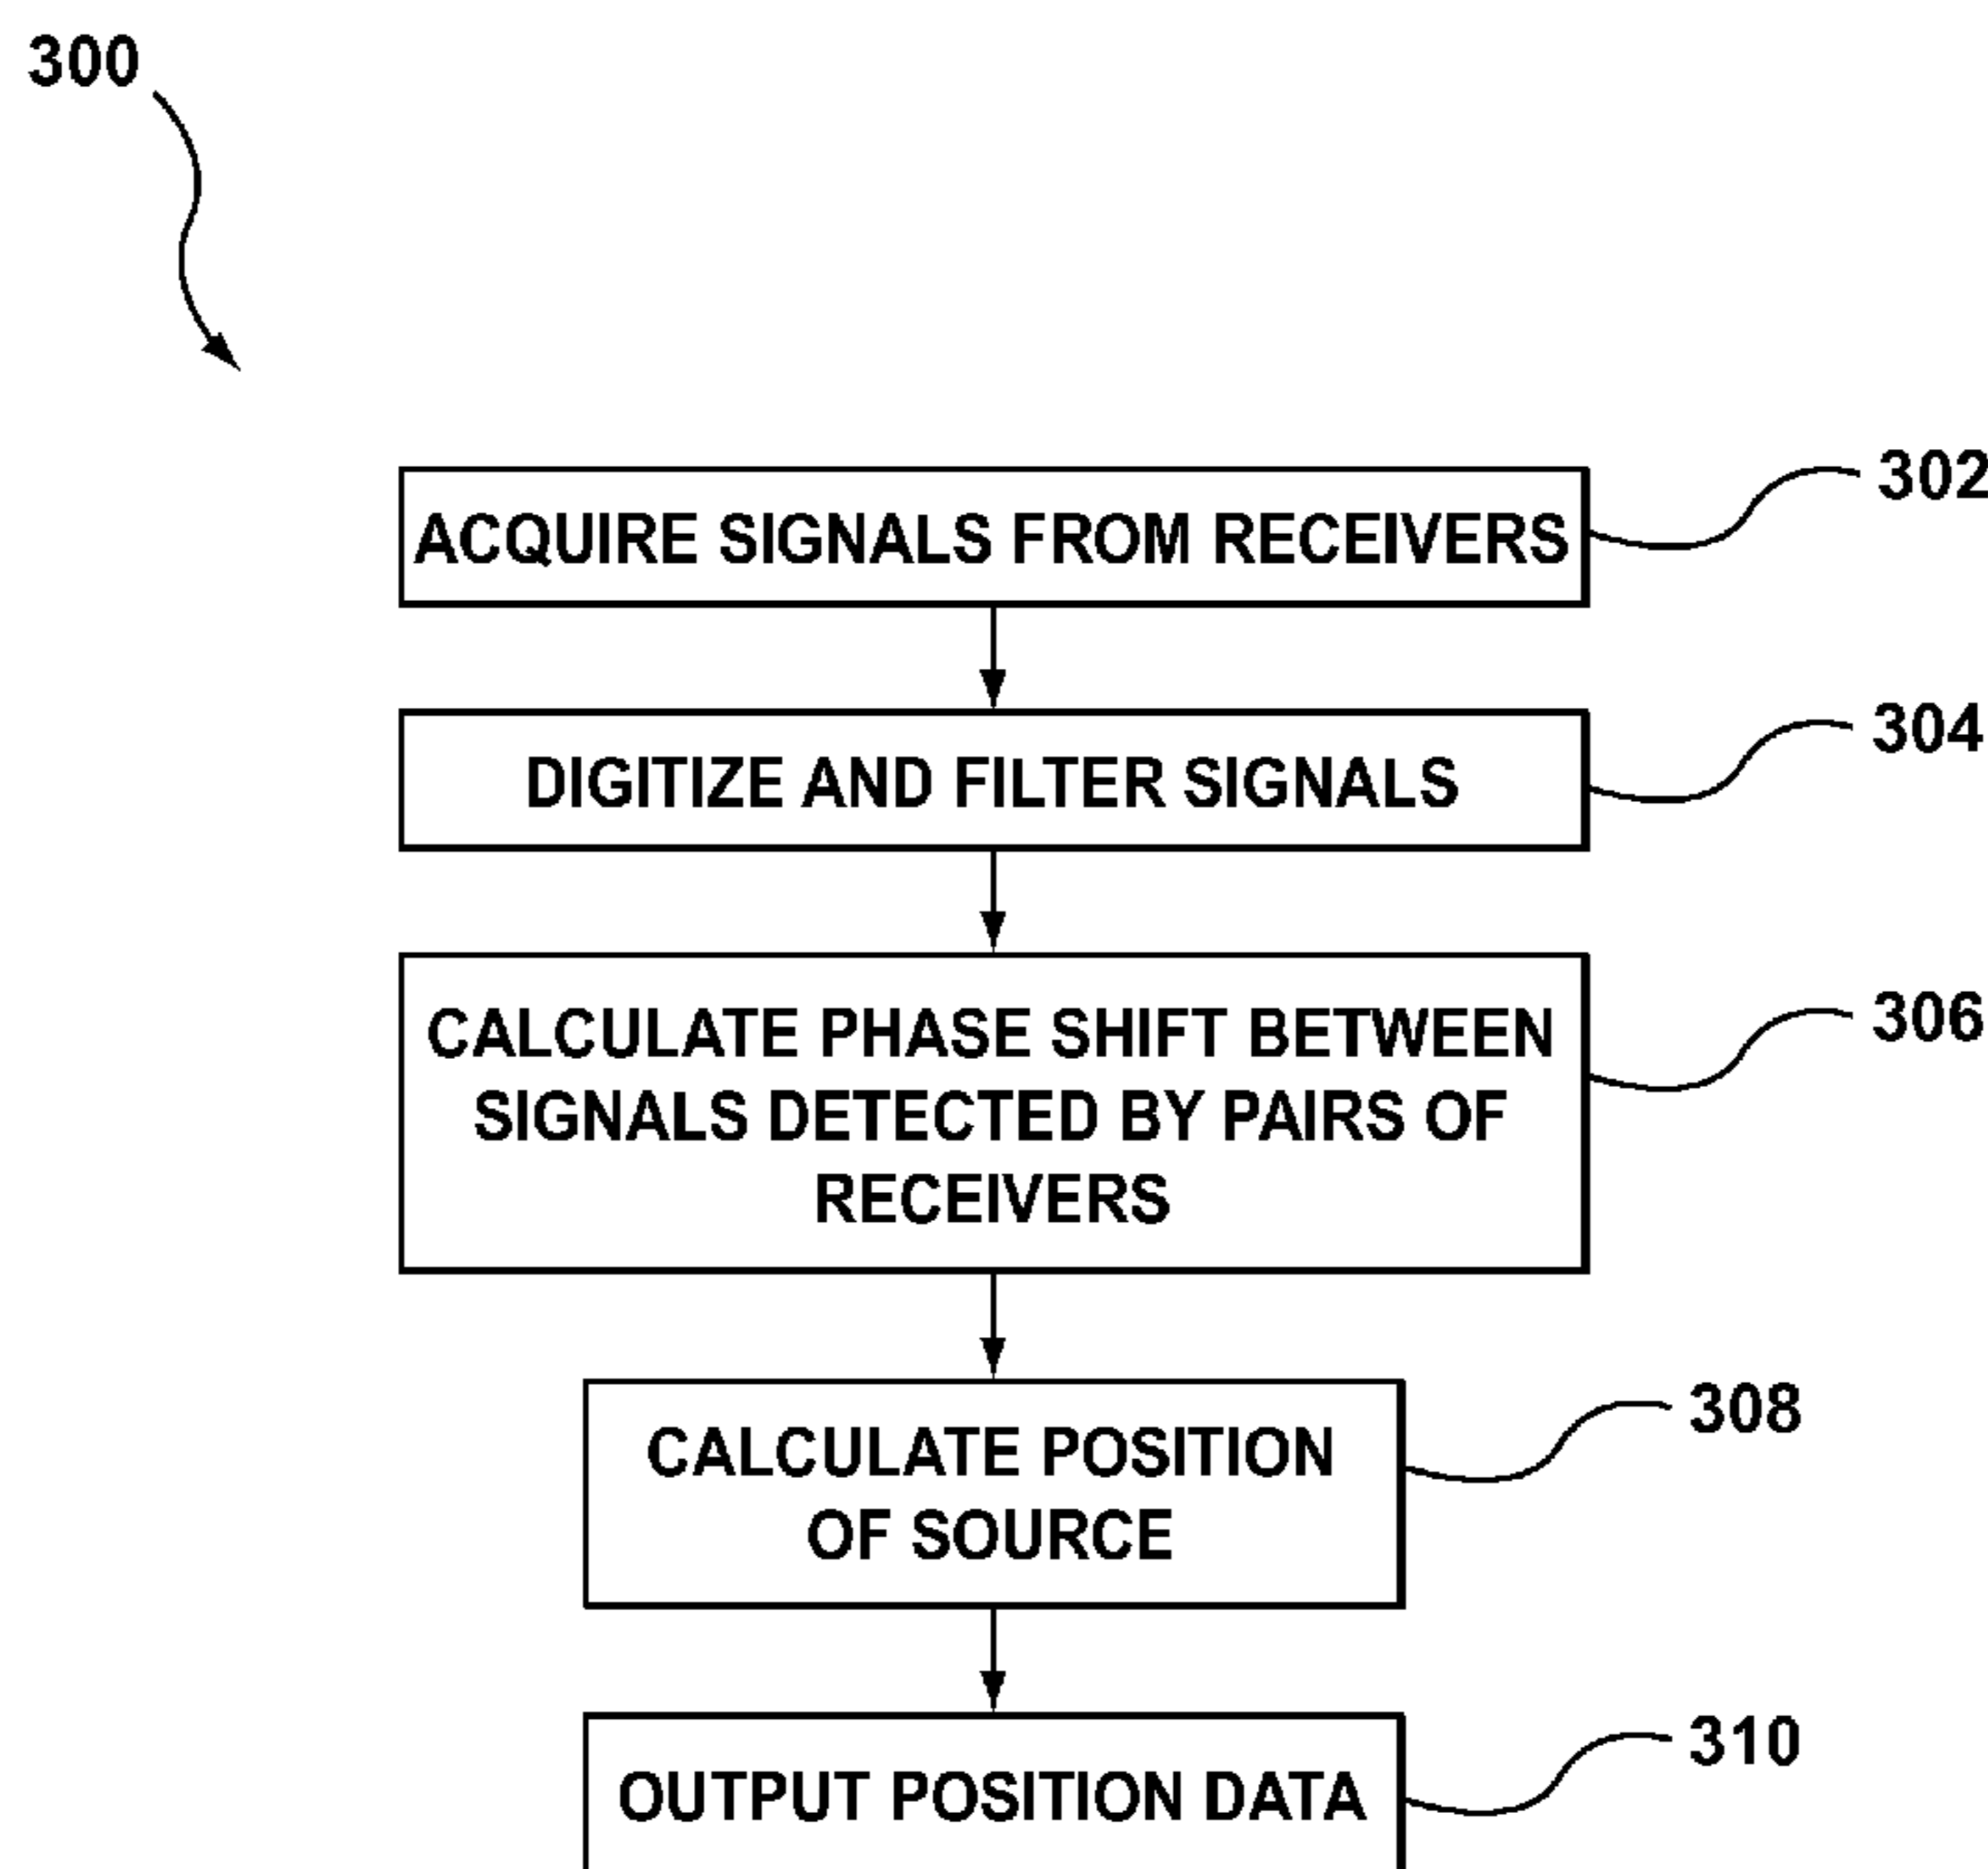 300
ACQUIRE SIGNALS FROM RECEIVERS
302
DIGITIZE AND FILTER SIGNALS
304
CALCULATE PHASE SHIFT BETWEEN
SIGNALS DETECTED BY PAIRS OF
RECEIVERS
306
CALCULATE POSITION
OF SOURCE
308
OUTPUT POSITION DATA
310